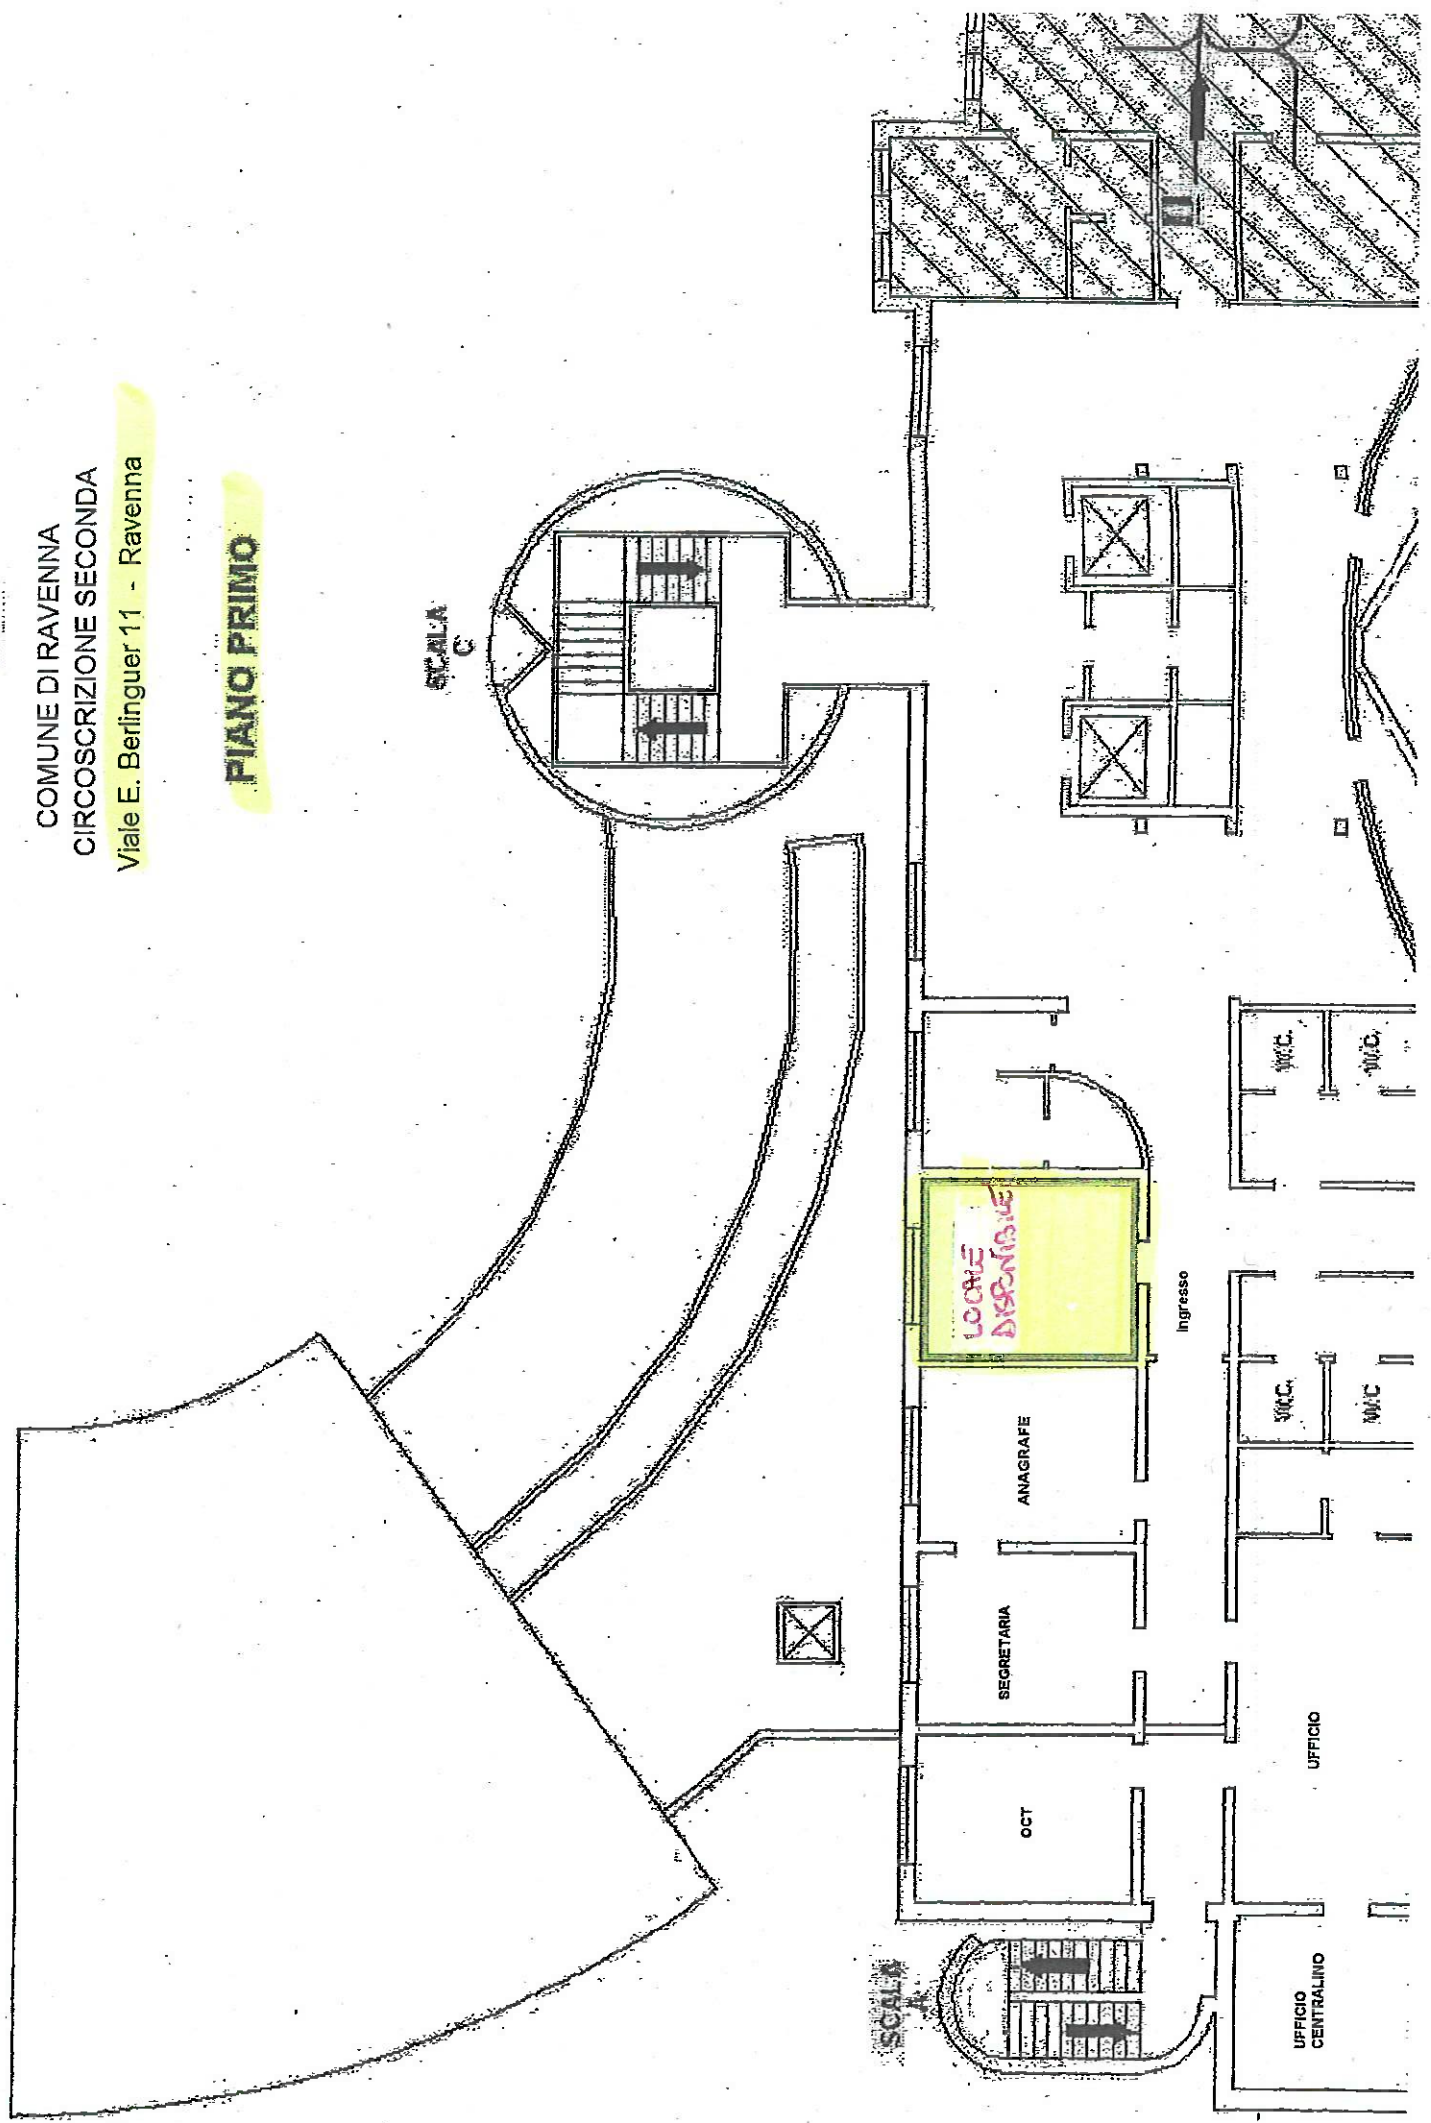 COMUNE DI RAVENNA
CIRCOSCRIZIONE SECONDA
Viale E. Berlinguer 11 - Ravenna
PIANO PRIMO
SCALA
C
SCALA
A
OCT
SEGRETARIA
ANAGRAFE
LOCALE
DISPONIBILE
Ingresso
UFFICIO
CENTRALINO
UFFICIO
W.C.
W.C
W.C.
W.C.